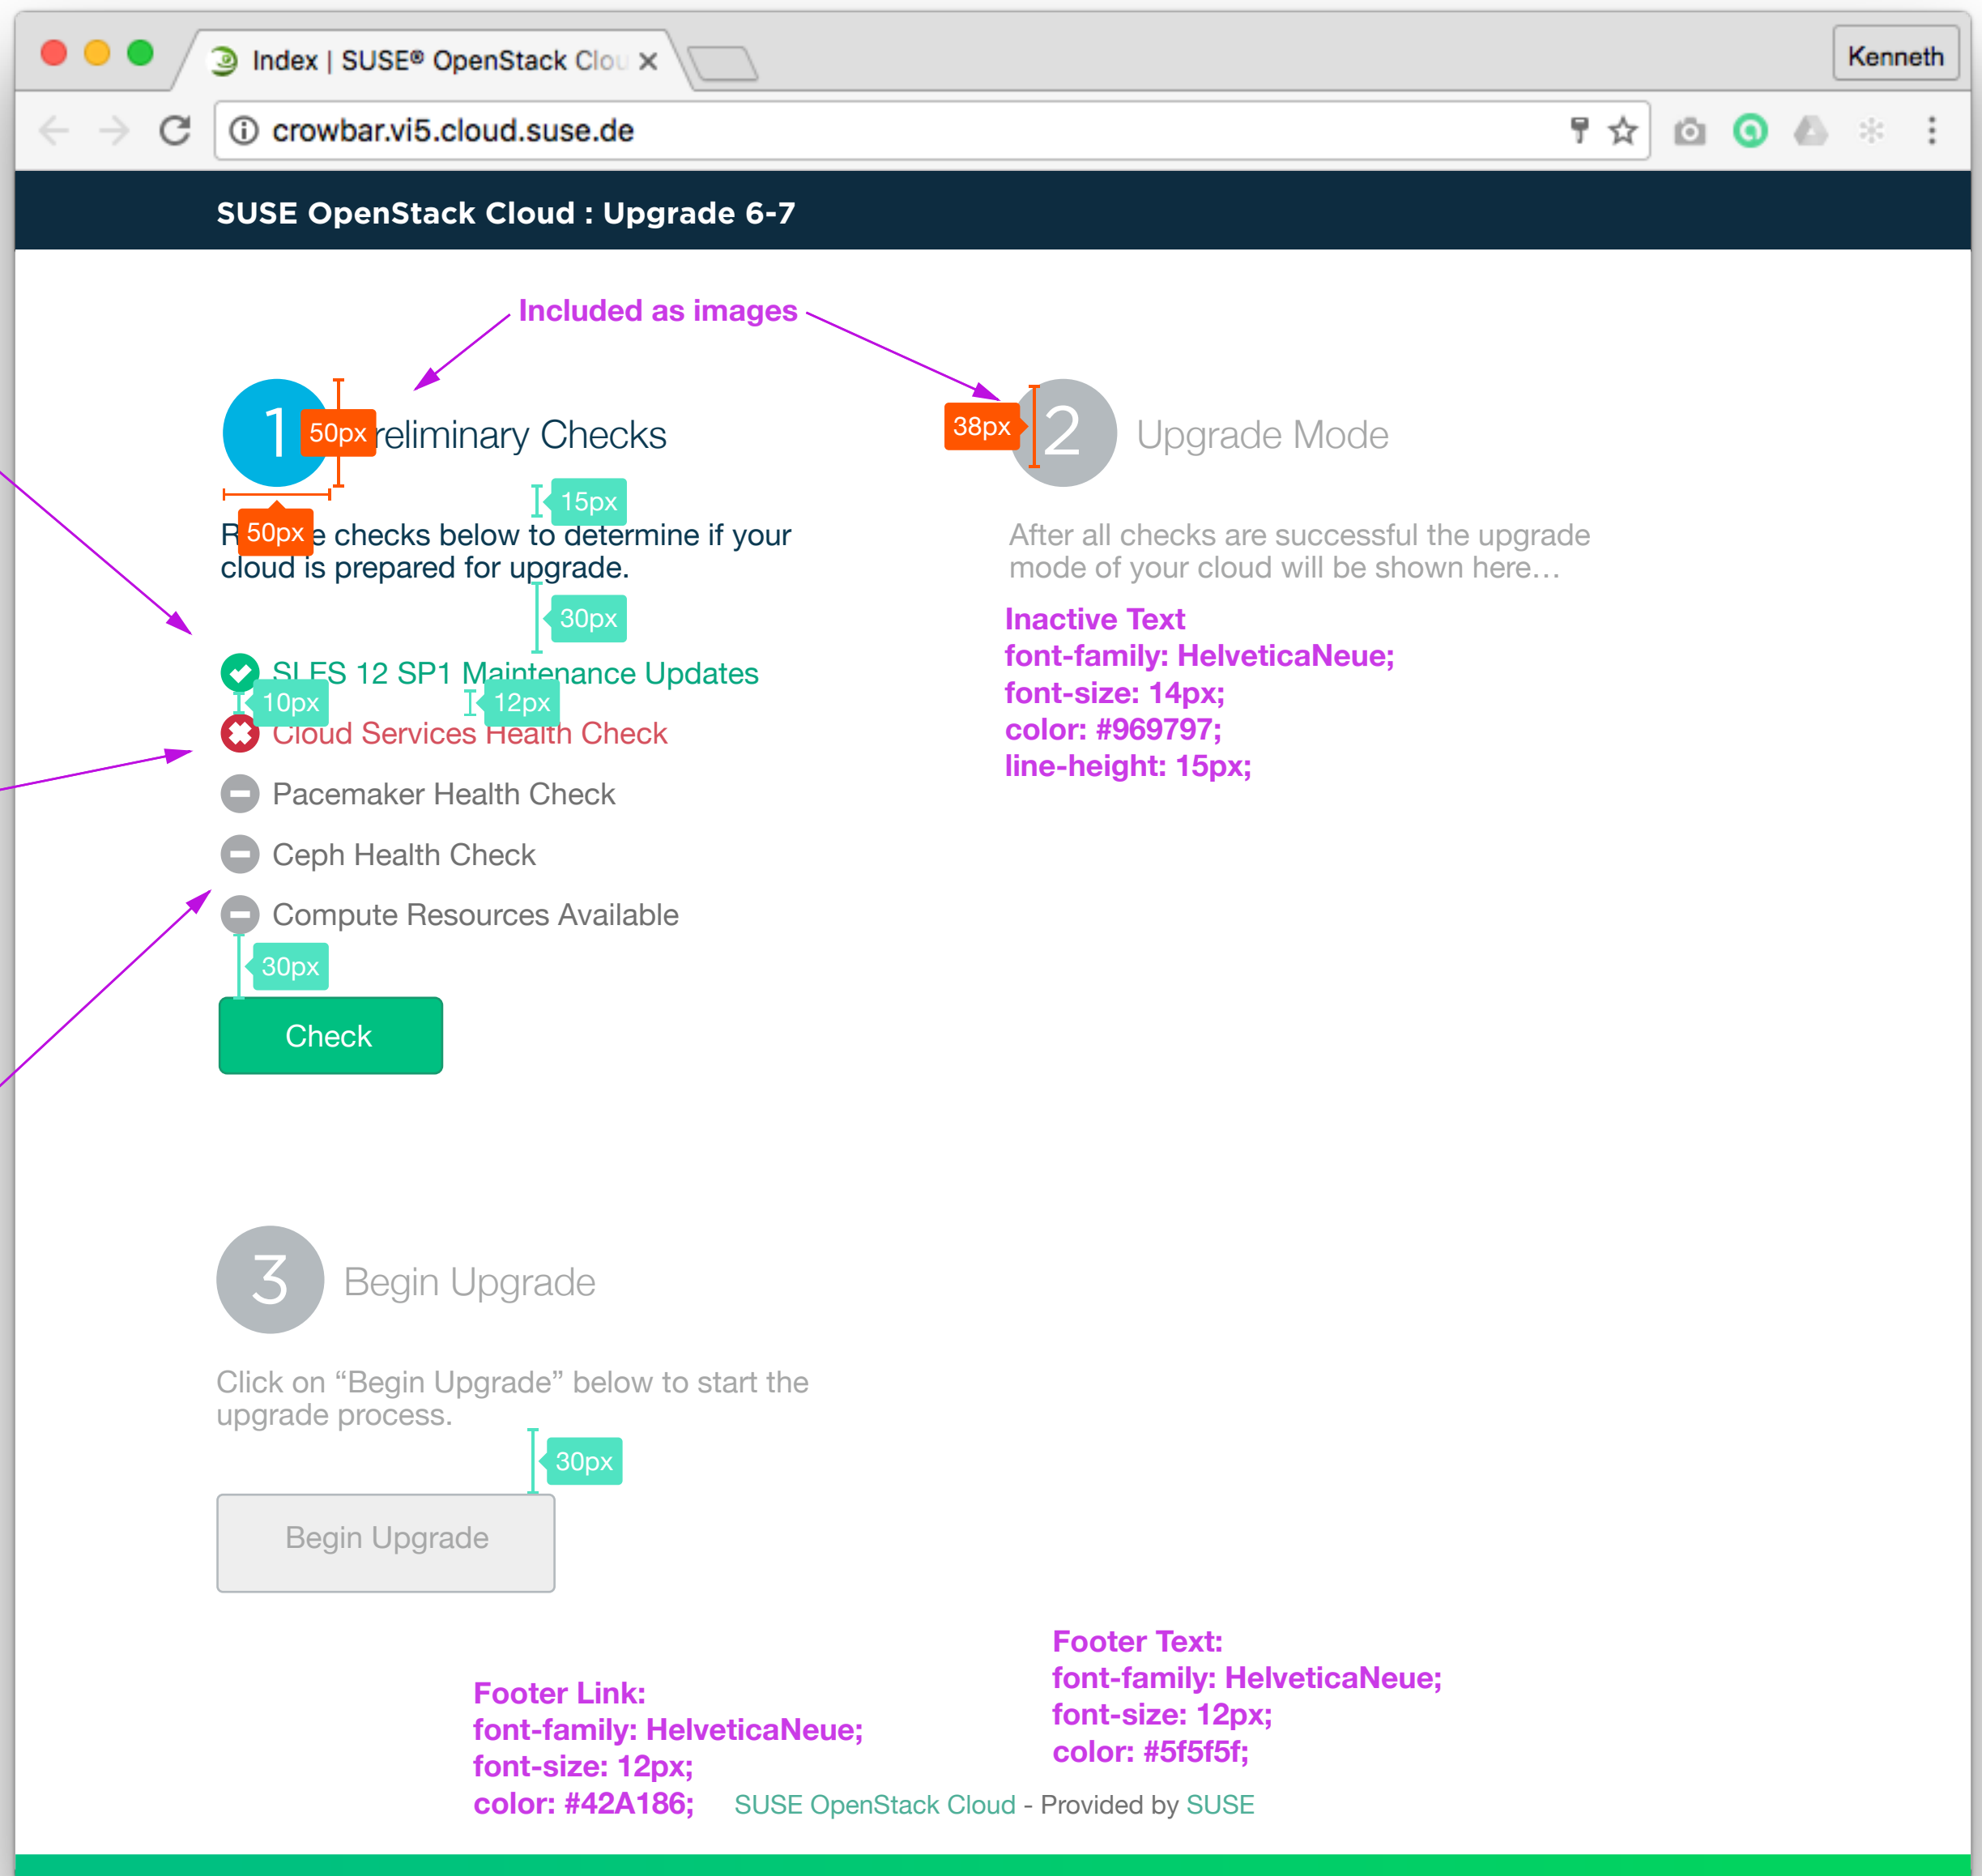 Index | SUSE® OpenStack Clou
Kenneth
crowbar.vi5.cloud.suse.de
SUSE OpenStack Cloud : Upgrade 6-7
Included as images
1
50px
reliminary Checks
38px
2
Upgrade Mode
15px
50px
checks below to determine if your
cloud is prepared for upgrade.
After all checks are successful the upgrade
mode of your cloud will be shown here...
30px
Inactive Text
font-family: HelveticaNeue;
font-size: 14px;
color: #969797;
line-height: 15px;
SLES 12 SP1 Maintenance Updates
10px
12px
Cloud Services Health Check
Pacemaker Health Check
Ceph Health Check
Compute Resources Available
30px
Check
3
Begin Upgrade
Click on “Begin Upgrade” below to start the
upgrade process.
30px
Begin Upgrade
Footer Text:
font-family: HelveticaNeue;
font-size: 12px;
color: #5f5f5f;
Footer Link:
font-family: HelveticaNeue;
font-size: 12px;
color: #42A186;
SUSE OpenStack Cloud - Provided by SUSE